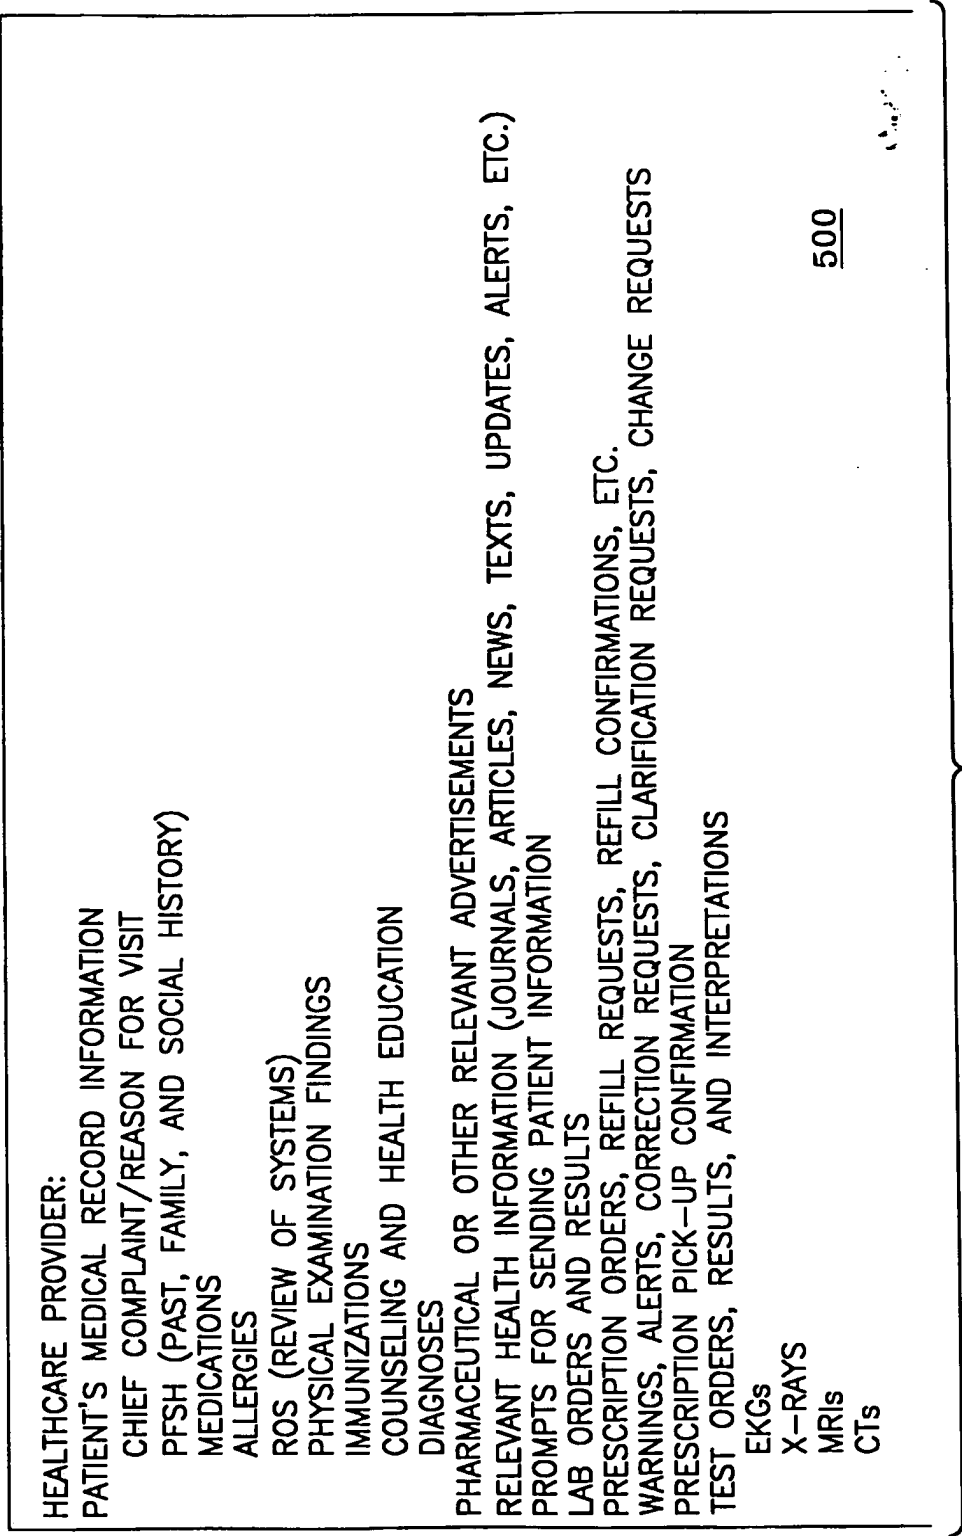 HEALTHCARE PROVIDER:
PATIENT'S MEDICAL RECORD INFORMATION
CHIEF COMPLAINT/REASON FOR VISIT
PFSH (PAST, FAMILY, AND SOCIAL HISTORY)
MEDICATIONS
ALLERGIES
ROS (REVIEW OF SYSTEMS)
PHYSICAL EXAMINATION FINDINGS
IMMUNIZATIONS
COUNSELING AND HEALTH EDUCATION
DIAGNOSES
PHARMACEUTICAL OR OTHER RELEVANT ADVERTISEMENTS
RELEVANT HEALTH INFORMATION (JOURNALS, ARTICLES, NEWS, TEXTS, UPDATES, ALERTS, ETC.)
PROMPTS FOR SENDING PATIENT INFORMATION
LAB ORDERS AND RESULTS
PRESCRIPTION ORDERS, REFILL REQUESTS, REFILL CONFIRMATIONS, ETC.
WARNINGS, ALERTS, CORRECTION REQUESTS, CLARIFICATION REQUESTS, CHANGE REQUESTS
PRESCRIPTION PICK-UP CONFIRMATION
TEST ORDERS, RESULTS, AND INTERPRETATIONS
EKGs
X-RAYS
MRIs
CTs
500